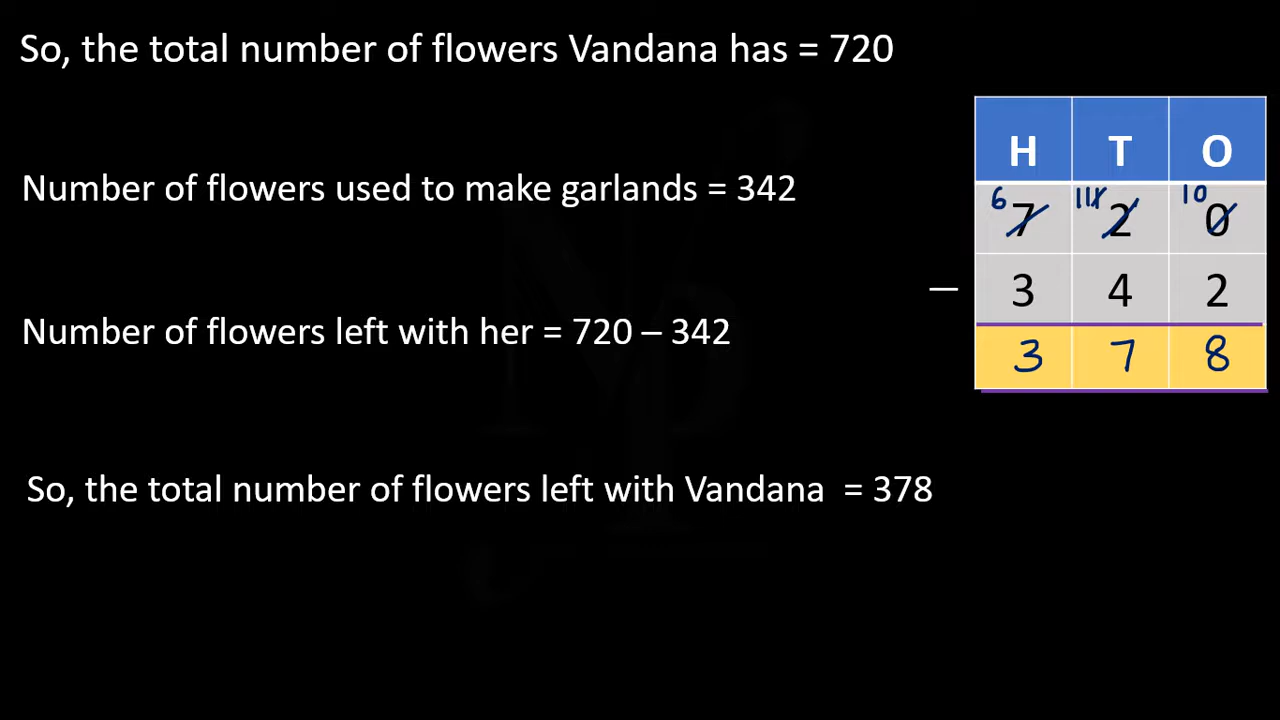 So, the total number of flowers Vandana has = 720
Number of flowers used to make garlands = 342
Number of flowers left with her = 720 – 342
So, the total number of flowers left with Vandana = 378
H T O
6 11 10
7 2 0
– 3 4 2
3 7 8